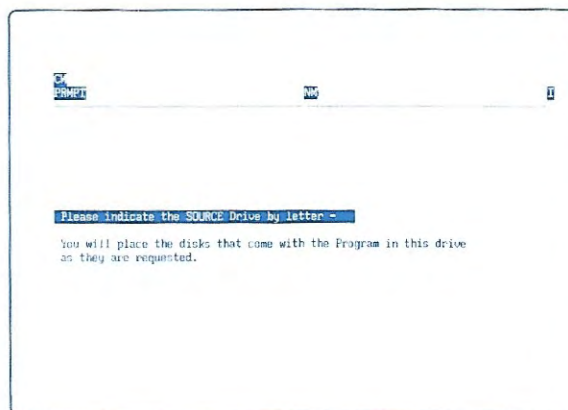 CM
PRMPT NM I
Please indicate the SOURCE Drive by letter -
You will place the disks that come with the Program in this drive
as they are requested.